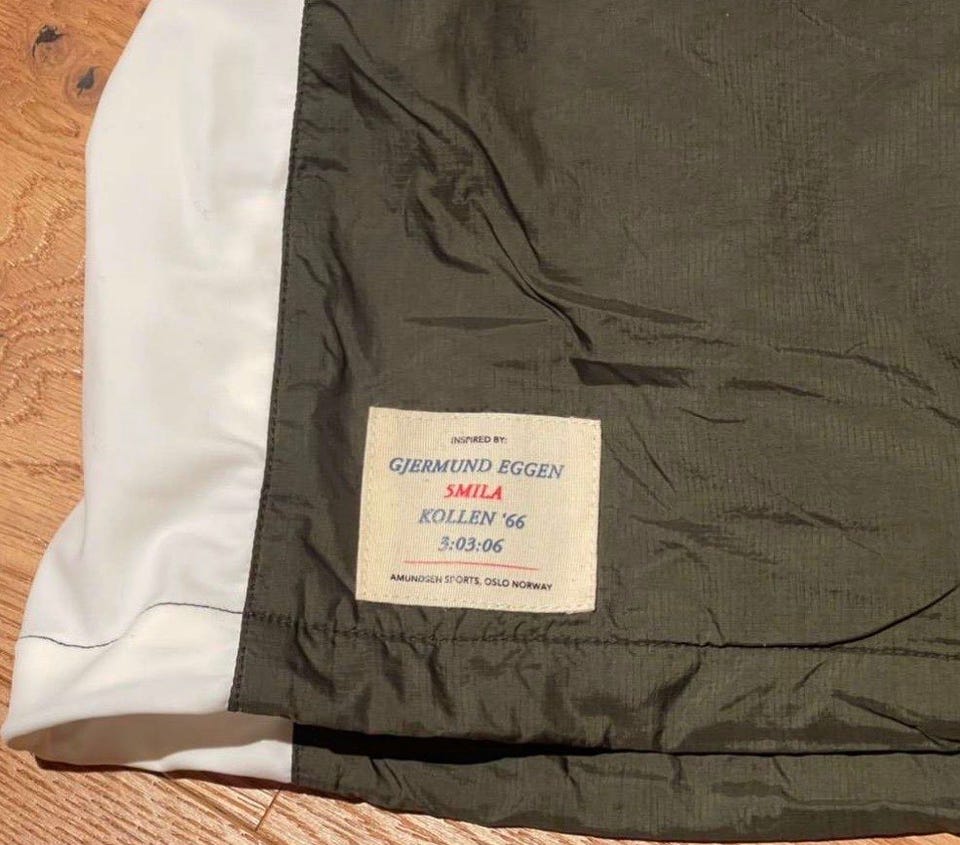 INSPIRED BY:
GJERMUND EGGEN
5MILA
KOLLEN '66
3:03:06
AMUNDSEN SPORTS, OSLO NORWAY